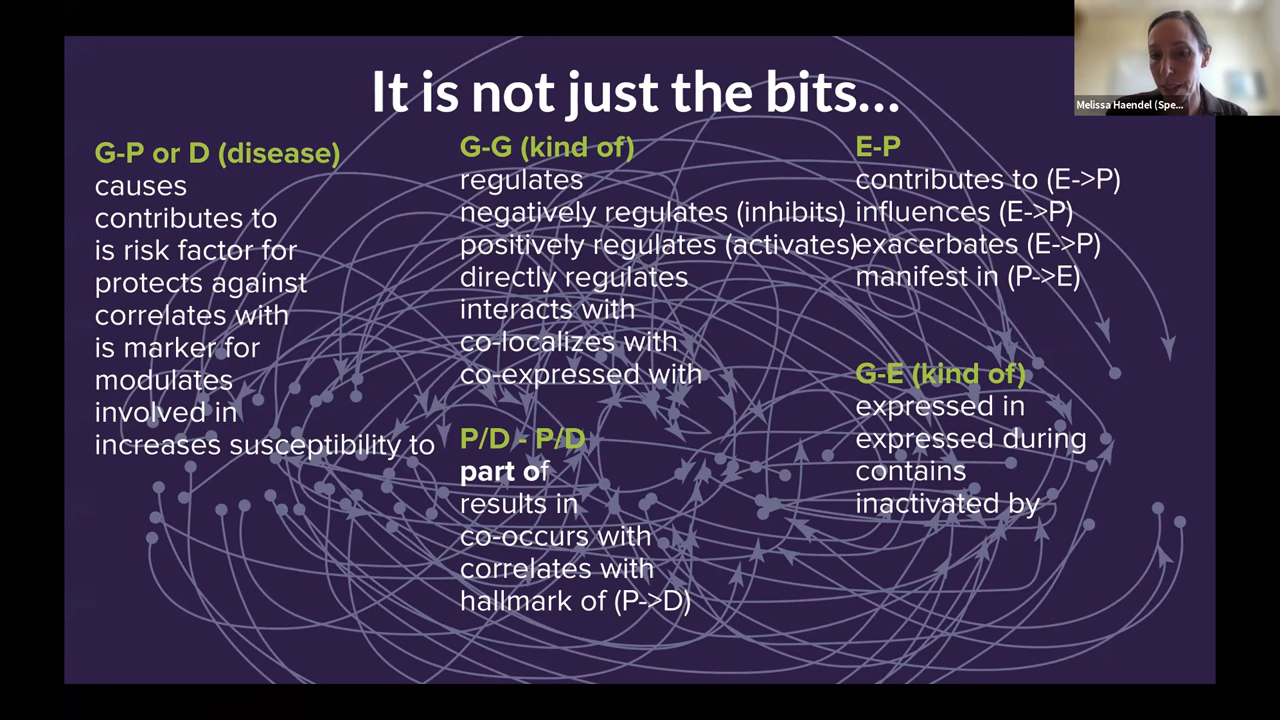 It is not just the bits...
G-P or D (disease)
causes
contributes to
is risk factor for
protects against
correlates with
is marker for
modulates
involved in
increases susceptibility to
G-G (kind of)
regulates
negatively regulates (inhibits)
positively regulates (activates)
directly regulates
interacts with
co-localizes with
co-expressed with
P/D - P/D
part of
results in
co-occurs with
correlates with
hallmark of (P->D)
E-P
contributes to (E->P)
influences (E->P)
exacerbates (E->P)
manifest in (P->E)
G-E (kind of)
expressed in
expressed during
contains
inactivated by
Melissa Haendel (Spe...